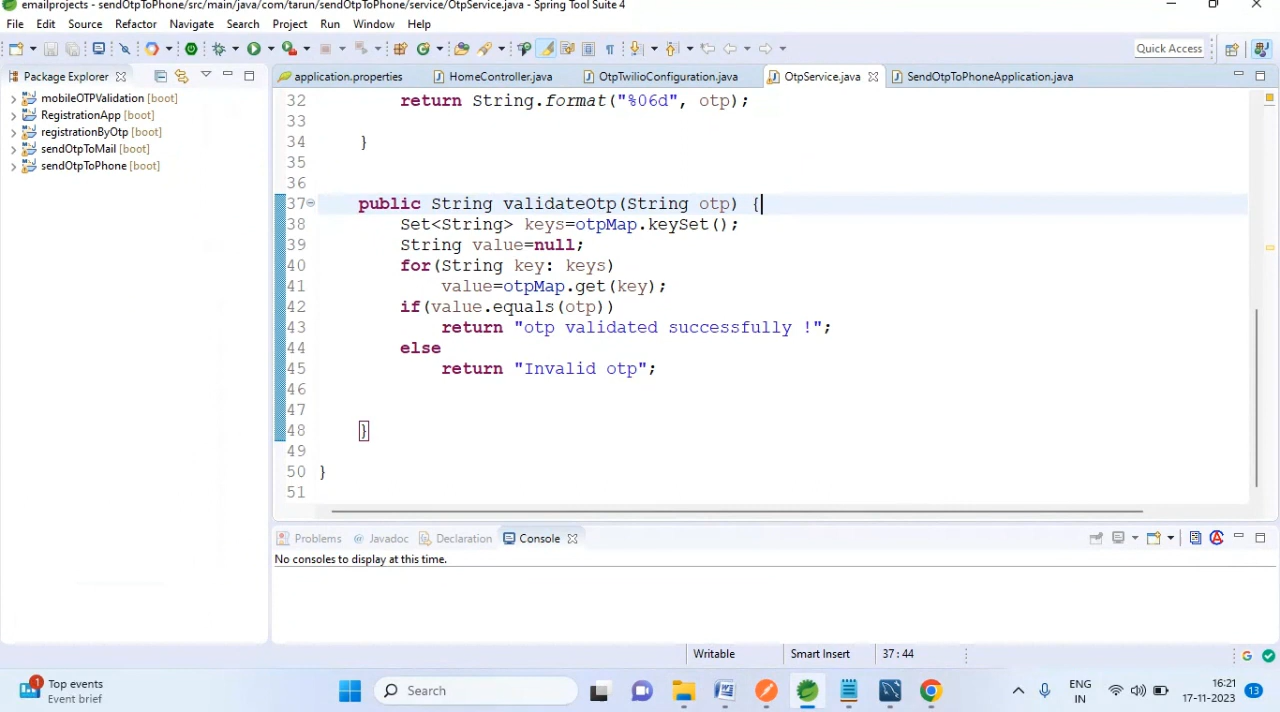 emailprojects - sendOtpToPhone/src/main/java/com/tarun/sendOtpToPhone/service/OtpService.java - Spring Tool Suite 4
File Edit Source Refactor Navigate Search Project Run Window Help
Quick Access
Package Explorer
application.properties HomeController.java OtpTwilioConfiguration.java OtpService.java SendOtpToPhoneApplication.java
mobileOTPValidation [boot]
RegistrationApp [boot]
registrationByOtp [boot]
sendOtpToMail [boot]
sendOtpToPhone [boot]
32 return String.format("%06d", otp);
33
34 }
35
36
37 public String validateOtp(String otp) {
38 Set<String> keys=otpMap.keySet();
39 String value=null;
40 for(String key: keys)
41 value=otpMap.get(key);
42 if(value.equals(otp))
43 return "otp validated successfully !";
44 else
45 return "Invalid otp";
46
47
48 }
49
50 }
51
Problems @ Javadoc Declaration Console
No consoles to display at this time.
Writable Smart Insert 37 : 44
1 Top events
Event brief
Search
ENG
IN
16:21
17-11-2023
13